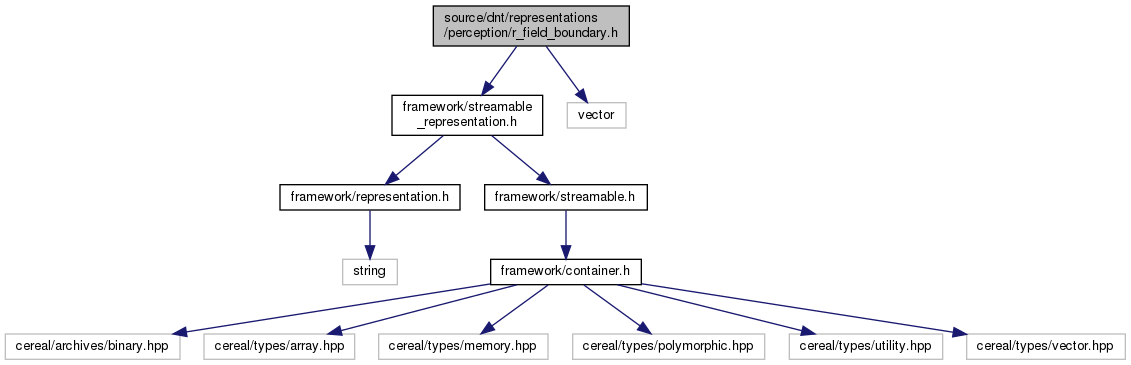 source/dnt/representations
/perception/r_field_boundary.h
framework/streamable
_representation.h
vector
framework/representation.h
framework/streamable.h
string
framework/container.h
cereal/archives/binary.hpp
cereal/types/array.hpp
cereal/types/memory.hpp
cereal/types/polymorphic.hpp
cereal/types/utility.hpp
cereal/types/vector.hpp